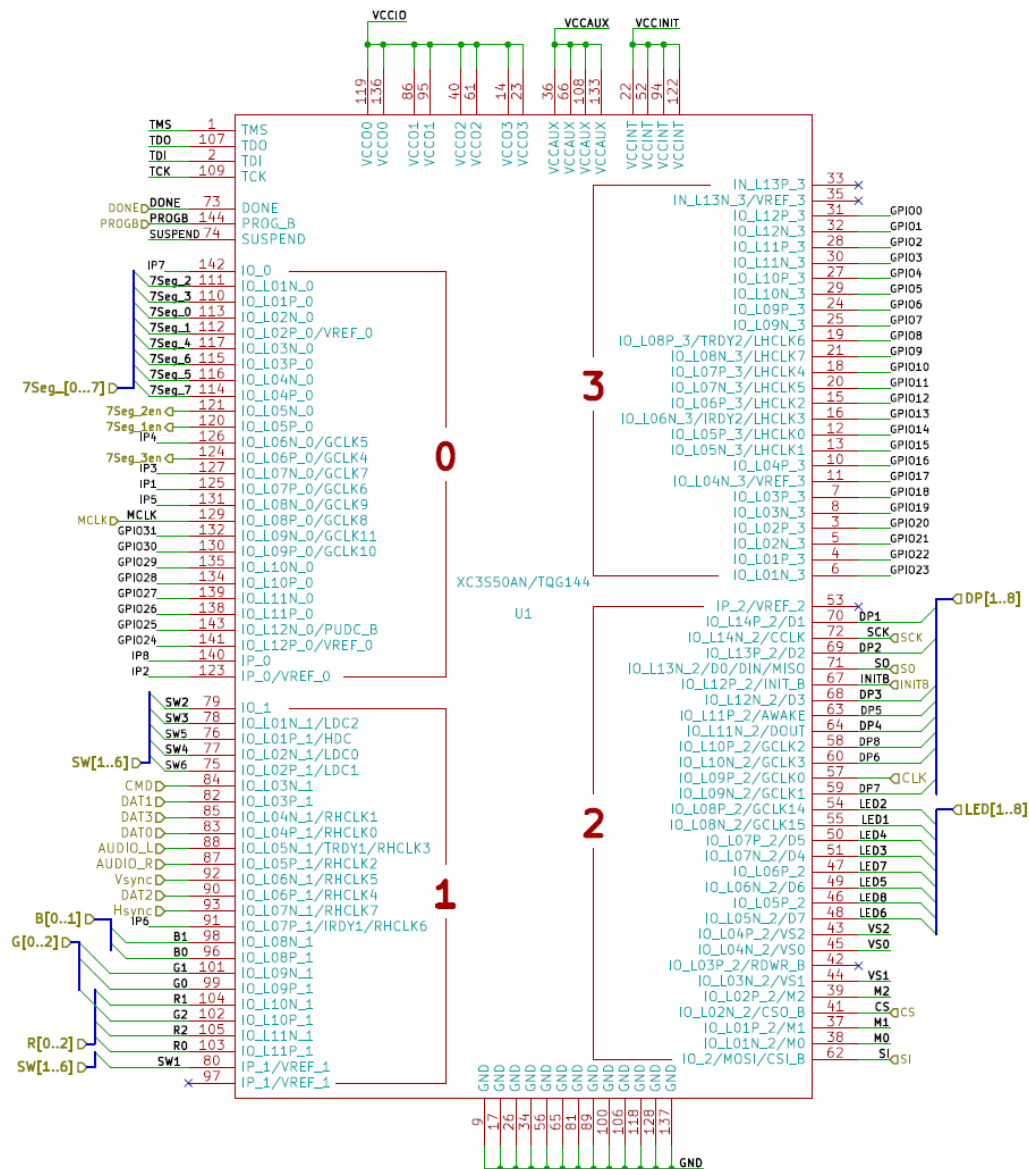 VCCIO VCCAUX VCCINIT
119 136 86 95 40 61 14 23 36 66 108 133 22 52 94 122
VCCO0 VCCO0 VCCO1 VCCO1 VCCO2 VCCO2 VCCO3 VCCO3 VCCAUX VCCAUX VCCAUX VCCAUX VCCINT VCCINT VCCINT VCCINT
TMS 1 TMS
TDO 107 TDO
TDI 2 TDI
TCK 109 TCK
DONE DONE 73 DONE
PROGB PROGB 144 PROG_B
SUSPEND 74 SUSPEND
IP7 142 IO_0
7Seg_2 111 IO_L01N_0
7Seg_3 110 IO_L01P_0
7Seg_0 113 IO_L02N_0
7Seg_1 112 IO_L02P_0/VREF_0
7Seg_4 117 IO_L03N_0
7Seg_6 115 IO_L03P_0
7Seg_5 116 IO_L04N_0
7Seg_7 114 IO_L04P_0
7Seg_[0...7]
7Seg_2en 121 IO_L05N_0
7Seg_1en 120 IO_L05P_0
IP4 126 IO_L06N_0/GCLK5
7Seg_3en 124 IO_L06P_0/GCLK4
IP3 127 IO_L07N_0/GCLK7
IP1 125 IO_L07P_0/GCLK6
IP5 131 IO_L08N_0/GCLK9
MCLK MCLK 129 IO_L08P_0/GCLK8
GPIO31 132 IO_L09N_0/GCLK11
GPIO30 130 IO_L09P_0/GCLK10
GPIO29 135 IO_L10N_0
GPIO28 134 IO_L10P_0
GPIO27 139 IO_L11N_0
GPIO26 138 IO_L11P_0
GPIO25 143 IO_L12N_0/PUDC_B
GPIO24 141 IO_L12P_0/VREF_0
IP8 140 IP_0
IP2 123 IP_0/VREF_0
0
SW2 79 IO_1
SW3 78 IO_L01N_1/LDC2
SW5 76 IO_L01P_1/HDC
SW4 77 IO_L02N_1/LDC0
SW6 75 IO_L02P_1/LDC1
SW[1..6]
CMD 84 IO_L03N_1
DAT1 82 IO_L03P_1
DAT3 85 IO_L04N_1/RHCLK1
DAT0 83 IO_L04P_1/RHCLK0
AUDIO_L 88 IO_L05N_1/TRDY1/RHCLK3
AUDIO_R 87 IO_L05P_1/RHCLK2
Vsync 92 IO_L06N_1/RHCLK5
DAT2 90 IO_L06P_1/RHCLK4
Hsync 93 IO_L07N_1/RHCLK7
IP6 91 IO_L07P_1/IRDY1/RHCLK6
B[0..1]
B1 98 IO_L08N_1
B0 96 IO_L08P_1
G[0..2]
G1 101 IO_L09N_1
G0 99 IO_L09P_1
R1 104 IO_L10N_1
G2 102 IO_L10P_1
R2 105 IO_L11N_1
R0 103 IO_L11P_1
R[0..2]
SW1 80 IP_1/VREF_1
SW[1..6]
97 IP_1/VREF_1
1
XC3S50AN/TQG144
U1
IN_L13P_3 33
IN_L13N_3/VREF_3 35
IO_L12P_3 31 GPIO0
IO_L12N_3 32 GPIO1
IO_L11P_3 28 GPIO2
IO_L11N_3 30 GPIO3
IO_L10P_3 27 GPIO4
IO_L10N_3 29 GPIO5
IO_L09P_3 24 GPIO6
IO_L09N_3 25 GPIO7
IO_L08P_3/TRDY2/LHCLK6 19 GPIO8
IO_L08N_3/LHCLK7 21 GPIO9
IO_L07P_3/LHCLK4 18 GPIO10
IO_L07N_3/LHCLK5 20 GPIO11
IO_L06P_3/LHCLK2 15 GPIO12
IO_L06N_3/IRDY2/LHCLK3 16 GPIO13
IO_L05P_3/LHCLK0 12 GPIO14
IO_L05N_3/LHCLK1 13 GPIO15
IO_L04P_3 10 GPIO16
IO_L04N_3/VREF_3 11 GPIO17
IO_L03P_3 7 GPIO18
IO_L03N_3 8 GPIO19
IO_L02P_3 3 GPIO20
IO_L02N_3 5 GPIO21
IO_L01P_3 4 GPIO22
IO_L01N_3 6 GPIO23
3
IP_2/VREF_2 53
DP[1..8]
IO_L14P_2/D1 70 DP1
IO_L14N_2/CCLK 72 SCK SCK
IO_L13P_2/D2 69 DP2
IO_L13N_2/D0/DIN/MISO 71 SO SO
IO_L12P_2/INIT_B 67 INITB INITB
IO_L12N_2/D3 68 DP3
IO_L11P_2/AWAKE 63 DP5
IO_L11N_2/DOUT 64 DP4
IO_L10P_2/GCLK2 58 DP8
IO_L10N_2/GCLK3 60 DP6
IO_L09P_2/GCLK0 57 CLK
IO_L09N_2/GCLK1 59 DP7
IO_L08P_2/GCLK14 54 LED2
LED[1..8]
IO_L08N_2/GCLK15 55 LED1
IO_L07P_2/D5 50 LED4
IO_L07N_2/D4 51 LED3
IO_L06P_2 47 LED7
IO_L06N_2/D6 49 LED5
IO_L05P_2 46 LED8
IO_L05N_2/D7 48 LED6
IO_L04P_2/VS2 43 VS2
IO_L04N_2/VS0 45 VS0
IO_L03P_2/RDWR_B 42
IO_L03N_2/VS1 44 VS1
IO_L02P_2/M2 39 M2
IO_L02N_2/CSO_B 41 CS CS
IO_L01P_2/M1 37 M1
IO_L01N_2/M0 38 M0
IO_2/MOSI/CSI_B 62 SI SI
2
GND GND GND GND GND GND GND GND GND GND GND GND GND
9 17 26 34 56 65 81 89 100 106 118 128 137
GND